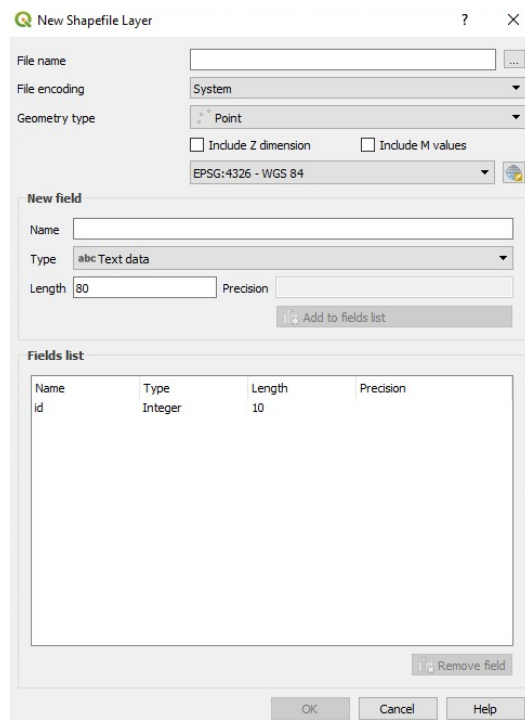 New Shapefile Layer ? ×
File name ...
File encoding System
Geometry type Point
Include Z dimension Include M values
EPSG:4326 - WGS 84
New field
Name
Type abc Text data
Length 80 Precision
Add to fields list
Fields list
Name Type Length Precision
id Integer 10
Remove field
OK Cancel Help